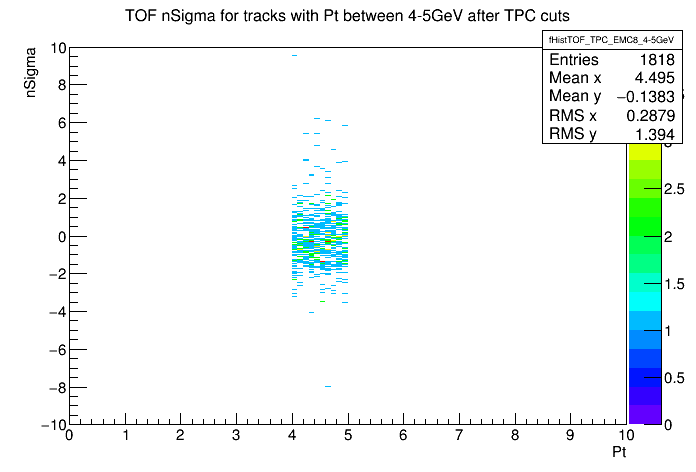 TOF nSigma for tracks with Pt between 4-5GeV after TPC cuts
fHistTOF_TPC_EMC8_4-5GeV
Entries 1818
Mean x 4.495
Mean y −0.1383
RMS x 0.2879
RMS y 1.394
nSigma
10
8
6
4
2
0
−2
−4
−6
−8
−10
0 1 2 3 4 5 6 7 8 9 10
Pt
2.5
2
1.5
1
0.5
0